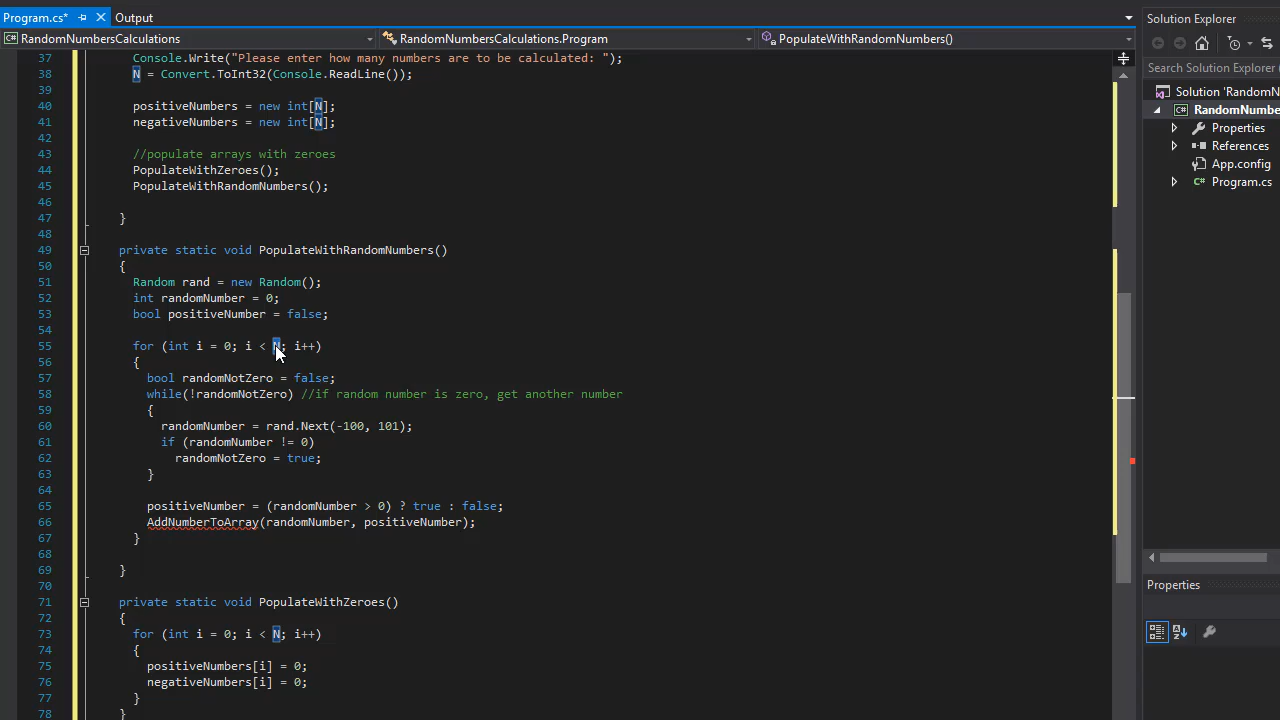 Program.cs*
Output
RandomNumbersCalculations
RandomNumbersCalculations.Program
PopulateWithRandomNumbers()
37 Console.Write("Please enter how many numbers are to be calculated: ");
38 N = Convert.ToInt32(Console.ReadLine());
39
40 positiveNumbers = new int[N];
41 negativeNumbers = new int[N];
42
43 //populate arrays with zeroes
44 PopulateWithZeroes();
45 PopulateWithRandomNumbers();
46
47 }
48
49 private static void PopulateWithRandomNumbers()
50 {
51 Random rand = new Random();
52 int randomNumber = 0;
53 bool positiveNumber = false;
54
55 for (int i = 0; i < N; i++)
56 {
57 bool randomNotZero = false;
58 while(!randomNotZero) //if random number is zero, get another number
59 {
60 randomNumber = rand.Next(-100, 101);
61 if (randomNumber != 0)
62 randomNotZero = true;
63 }
64
65 positiveNumber = (randomNumber > 0) ? true : false;
66 AddNumberToArray(randomNumber, positiveNumber);
67 }
68
69 }
70
71 private static void PopulateWithZeroes()
72 {
73 for (int i = 0; i < N; i++)
74 {
75 positiveNumbers[i] = 0;
76 negativeNumbers[i] = 0;
77 }
78 }
Solution Explorer
Search Solution Explorer
Solution 'RandomN
RandomNumbe
Properties
References
App.config
Program.cs
Properties